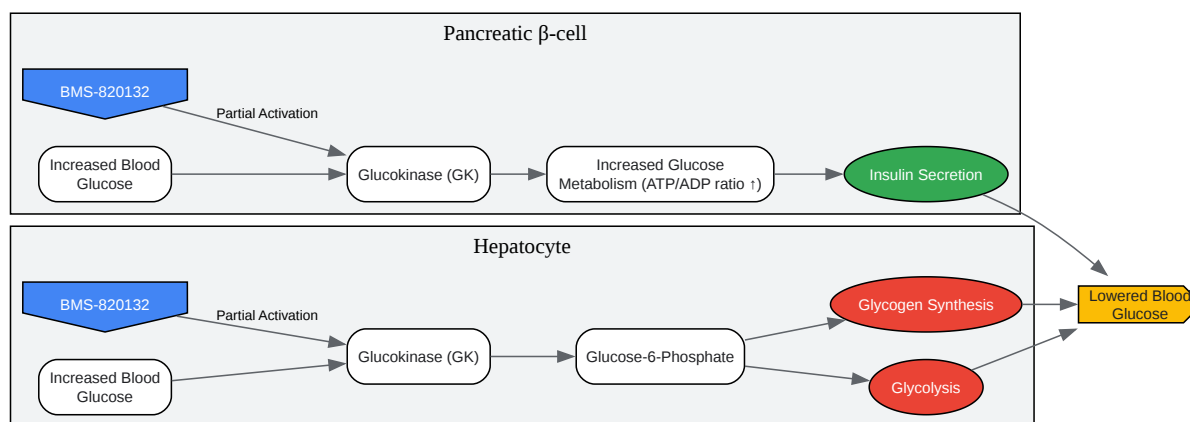 Pancreatic β-cell
BMS-820132
Partial Activation
Increased Blood
Glucose
Glucokinase (GK)
Increased Glucose
Metabolism (ATP/ADP ratio ↑)
Insulin Secretion
Hepatocyte
BMS-820132
Partial Activation
Increased Blood
Glucose
Glucokinase (GK)
Glucose-6-Phosphate
Glycogen Synthesis
Glycolysis
Lowered Blood
Glucose